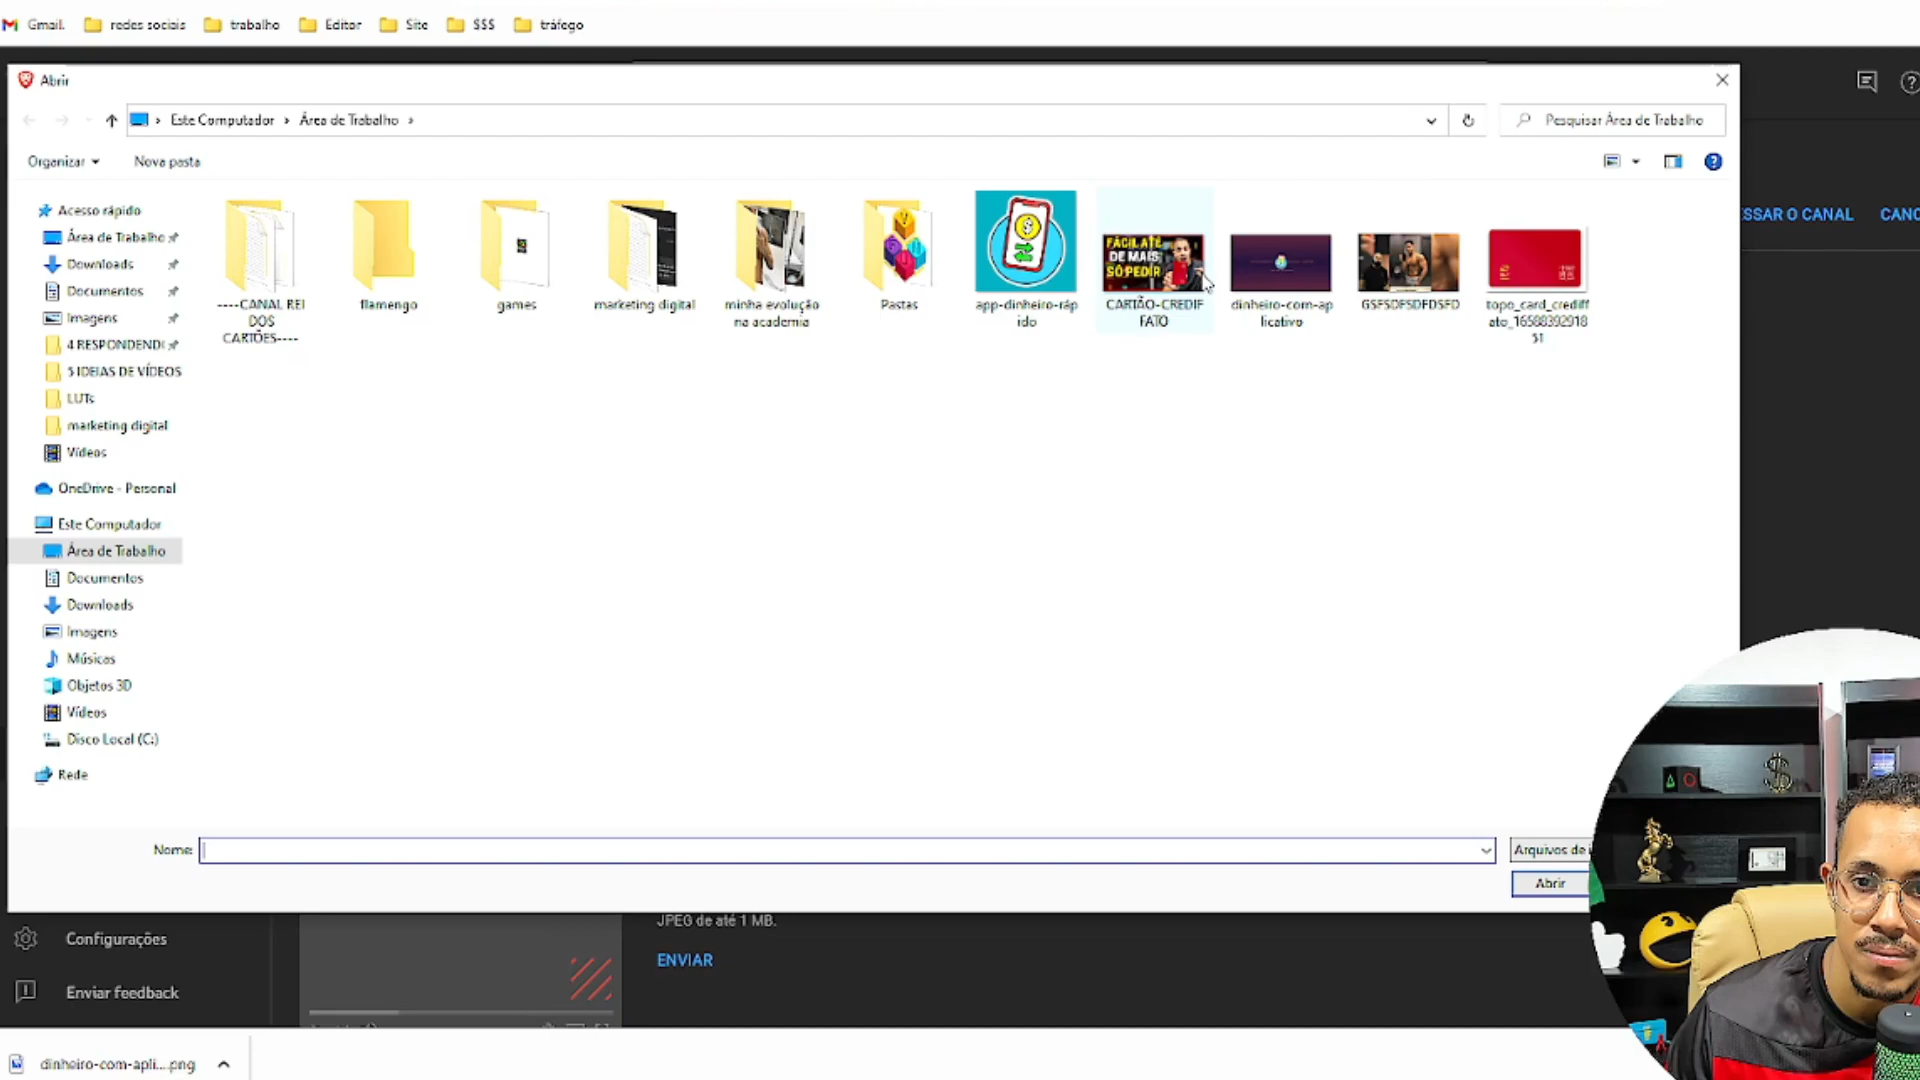 Gmail. redes sociais trabalho Editor Site $$$ tráfego
Abrir
Este Computador Área de Trabalho
Pesquisar Área de Trabalho
Organizar Nova pasta
SSAR O CANAL CANC
Acesso rápido
Área de Trabalho
Downloads
Documentos
Imagens
4 RESPONDEND
5 IDEIAS DE VÍDEOS
LUTs
marketing digital
Vídeos
OneDrive - Personal
Este Computador
Área de Trabalho
Documentos
Downloads
Imagens
Músicas
Objetos 3D
Vídeos
Disco Local (C:)
Rede
----CANAL REI
DOS
CARTÕES----
flamengo
games
marketing digital
minha evolução
na academia
Pastas
app-dinheiro-ráp
ido
FÁCIL ATÉ
DE MAIS
SÓ PEDIR
CARTÃO-CREDIF
FATO
dinheiro-com-ap
licativo
GSFSDFSDFDSFD
topo_card_crediff
ato_16588392918
51
Nome:
Arquivos de i
Abrir
JPEG de até 1 MB.
ENVIAR
Configurações
Enviar feedback
dinheiro-com-apli....png